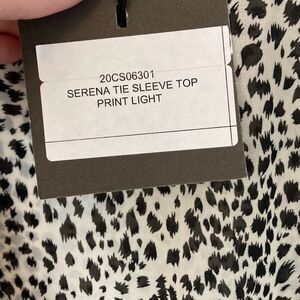 20CS06301
SERENA TIE SLEEVE TOP
PRINT LIGHT